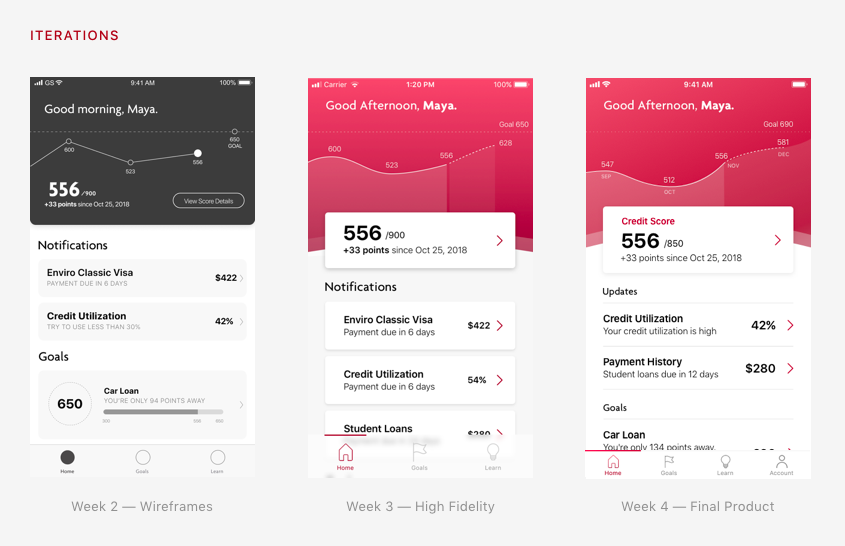 ITERATIONS
GS
9:41 AM
100%
Good morning, Maya.
600
523
556
650
GOAL
556 /900
+33 points since Oct 25, 2018
View Score Details
Notifications
Enviro Classic Visa
PAYMENT DUE IN 6 DAYS
$422
Credit Utilization
TRY TO USE LESS THAN 30%
42%
Goals
650
Car Loan
YOU'RE ONLY 94 POINTS AWAY
300
556
650
Home
Goals
Learn
Week 2 — Wireframes
Carrier
1:20 PM
100%
Good Afternoon, Maya.
Goal 650
600
523
556
628
556 /900
+33 points since Oct 25, 2018
Notifications
Enviro Classic Visa
Payment due in 6 days
$422
Credit Utilization
Payment due in 6 days
54%
Student Loans
$280
Home
Goals
Learn
Week 3 — High Fidelity
9:41 AM
Good Afternoon, Maya.
Goal 690
547
SEP
512
OCT
556
NOV
581
DEC
Credit Score
556 /850
+33 points since Oct 25, 2018
Updates
Credit Utilization
Your credit utilization is high
42%
Payment History
Student loans due in 12 days
$280
Goals
Car Loan
You're only 134 points away.
Home
Goals
Learn
Account
Week 4 — Final Product